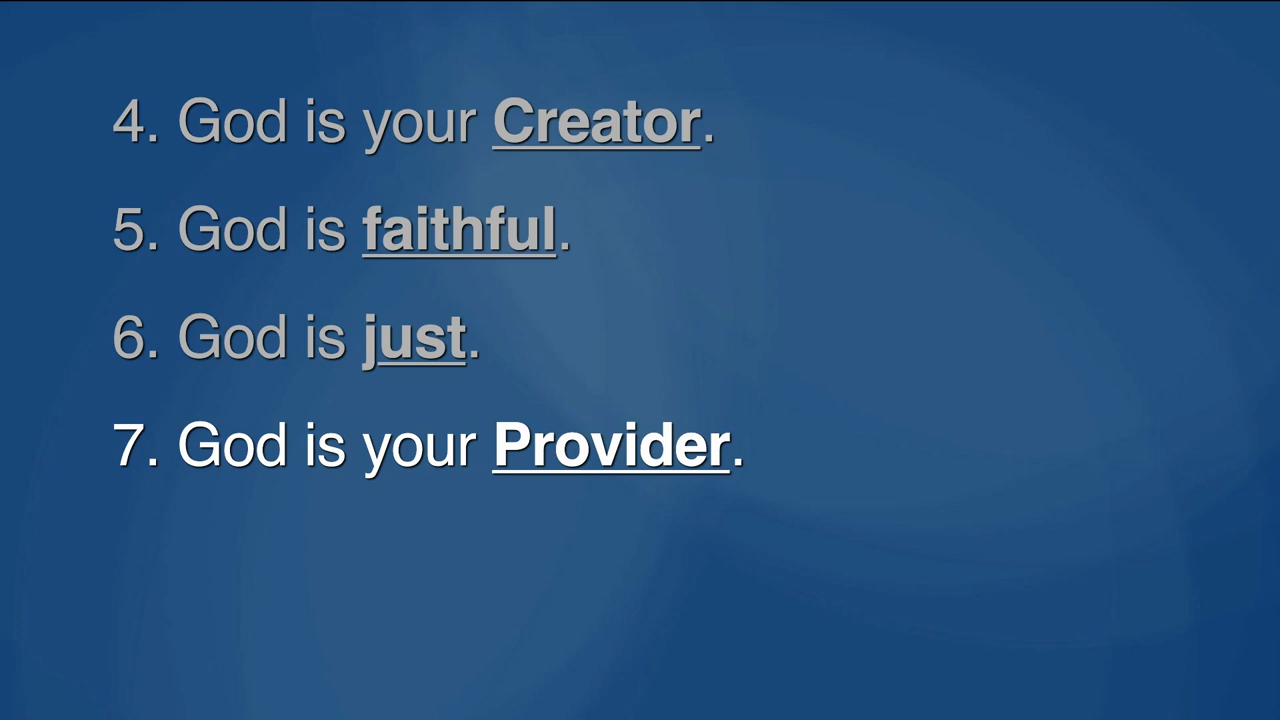 4. God is your Creator.
5. God is faithful.
6. God is just.
7. God is your Provider.